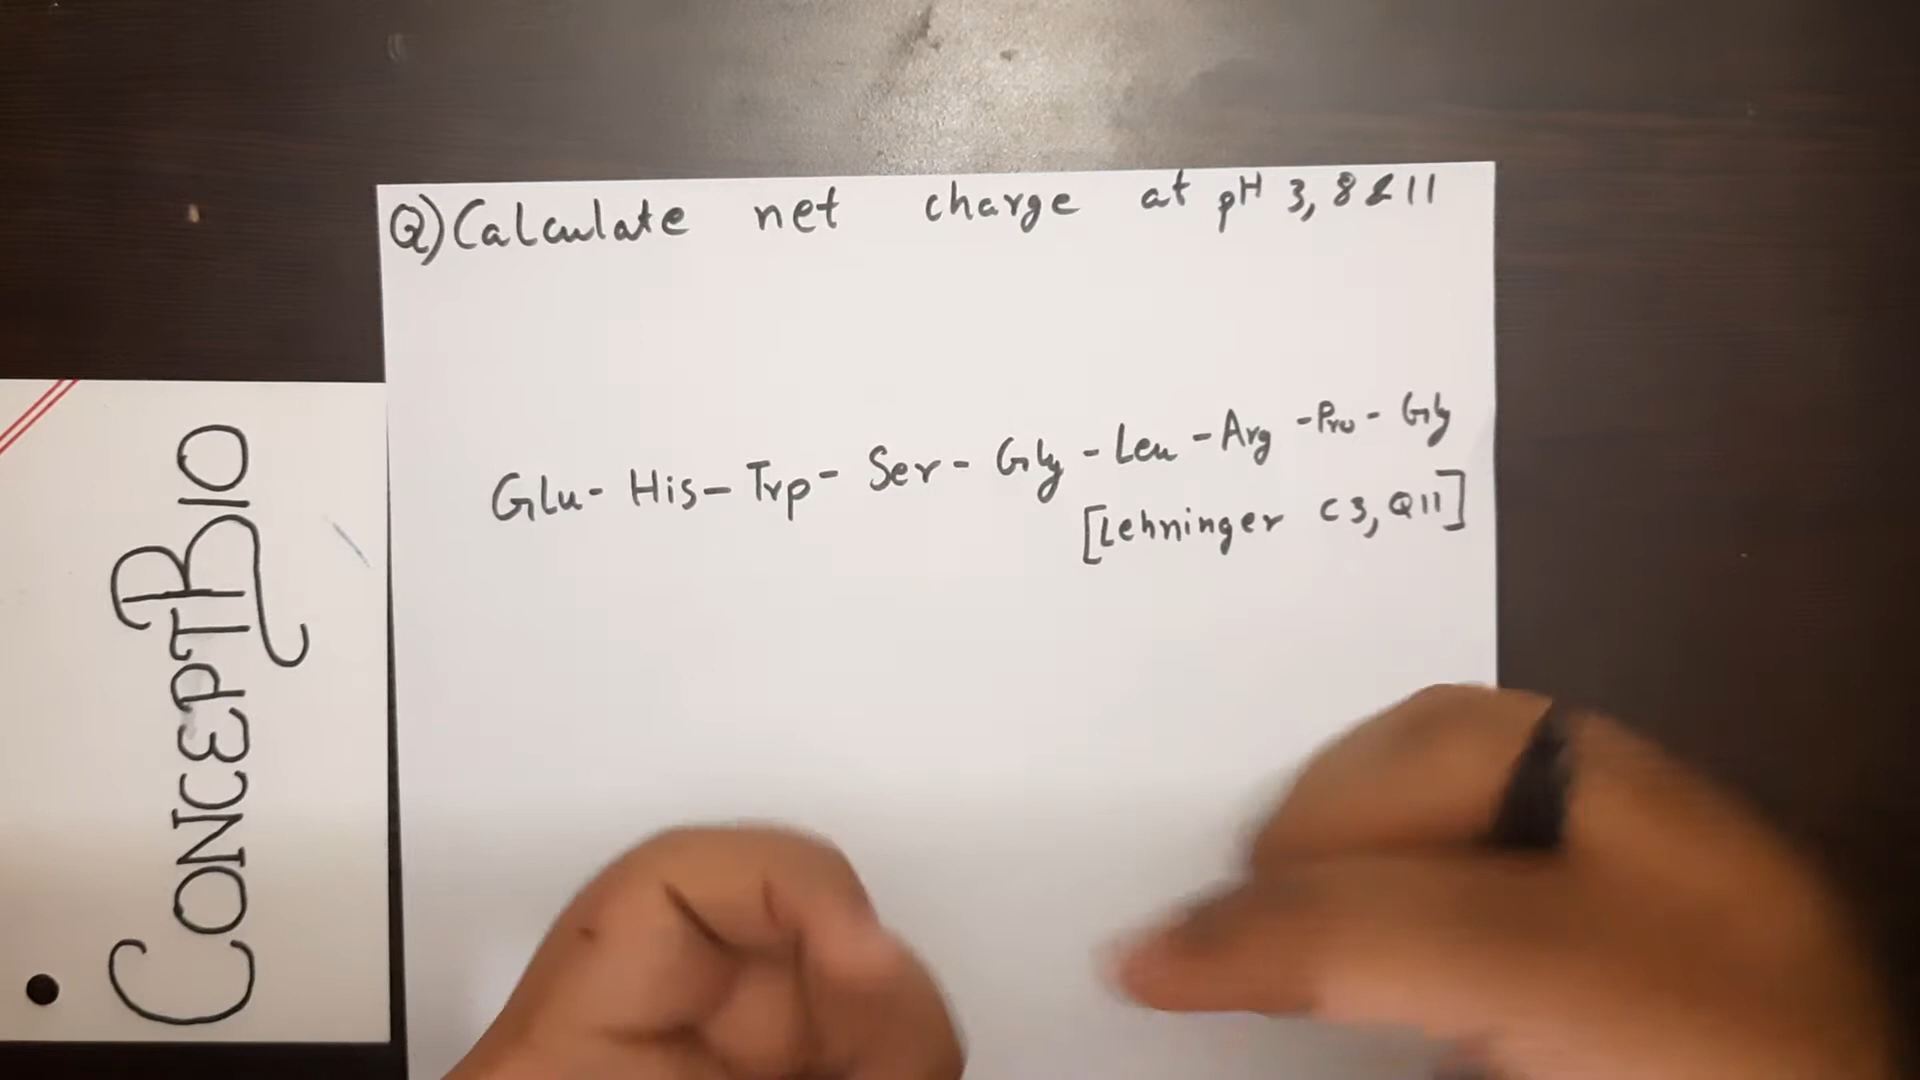 Q) Calculate net charge at pH 3, 8 & 11
Glu- His- Trp- Ser- Gly -Leu -Arg -Pro- Gly
[Lehninger C3, Q11]
CONCEPTBIO